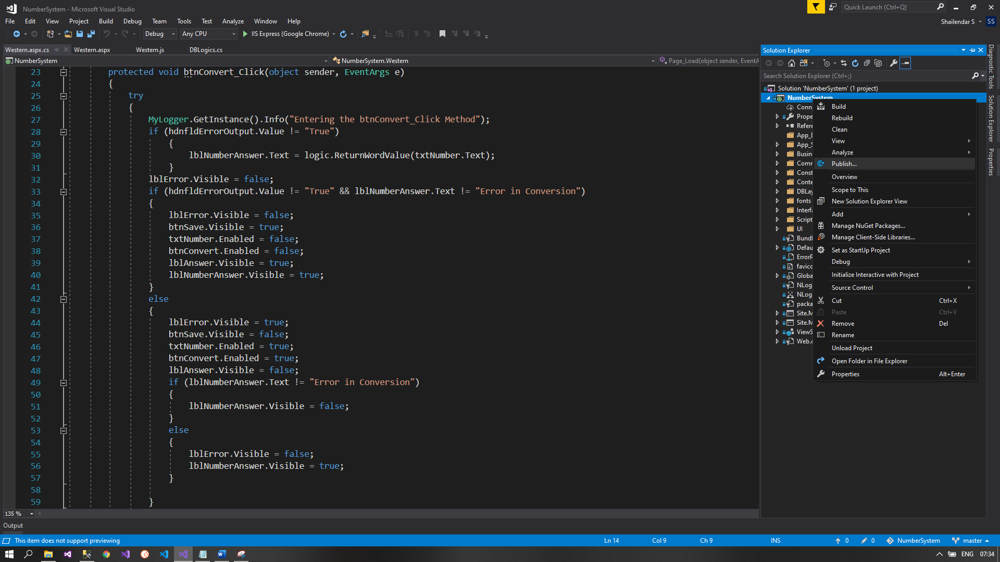 NumberSystem - Microsoft Visual Studio
Quick Launch (Ctrl+Q)
File Edit View Project Build Debug Team Tools Test Analyze Window Help
Shailendar S SS
Debug Any CPU IIS Express (Google Chrome)
Western.aspx.cs Western.aspx Western.js DBLogics.cs
NumberSystem NumberSystem.Western Page_Load(object sender, EventA
23 protected void btnConvert_Click(object sender, EventArgs e)
24 {
25 try
26 {
27 MyLogger.GetInstance().Info("Entering the btnConvert_Click Method");
28 if (hdnfldErrorOutput.Value != "True")
29 {
30 lblNumberAnswer.Text = logic.ReturnWordValue(txtNumber.Text);
31 }
32 lblError.Visible = false;
33 if (hdnfldErrorOutput.Value != "True" && lblNumberAnswer.Text != "Error in Conversion")
34 {
35 lblError.Visible = false;
36 btnSave.Visible = true;
37 txtNumber.Enabled = false;
38 btnConvert.Enabled = false;
39 lblAnswer.Visible = true;
40 lblNumberAnswer.Visible = true;
41 }
42 else
43 {
44 lblError.Visible = true;
45 btnSave.Visible = false;
46 txtNumber.Enabled = true;
47 btnConvert.Enabled = true;
48 lblAnswer.Visible = false;
49 if (lblNumberAnswer.Text != "Error in Conversion")
50 {
51 lblNumberAnswer.Visible = false;
52 }
53 else
54 {
55 lblError.Visible = false;
56 lblNumberAnswer.Visible = true;
57 }
58
59 }
135 %
Output
Solution Explorer
Search Solution Explorer (Ctrl+;)
Solution 'NumberSystem' (1 project)
NumberSystem
Conn
Prope
Refere
App_D
App_S
Busin
Comm
Const
Conte
DBLay
fonts
Interfa
Script
UI
Bundl
Defau
ErrorP
favico
Globa
NLog
NLog
packa
Site.M
Site.M
ViewS
Web.c
Build
Rebuild
Clean
View
Analyze
Publish...
Overview
Scope to This
New Solution Explorer View
Add
Manage NuGet Packages...
Manage Client-Side Libraries...
Set as StartUp Project
Debug
Initialize Interactive with Project
Source Control
Cut Ctrl+X
Paste Ctrl+V
Remove Del
Rename
Unload Project
Open Folder in File Explorer
Properties Alt+Enter
Diagnostic Tools
Solution Explorer
Properties
This item does not support previewing Ln 14 Col 9 Ch 9 INS 0 0 NumberSystem master
ENG 07:34